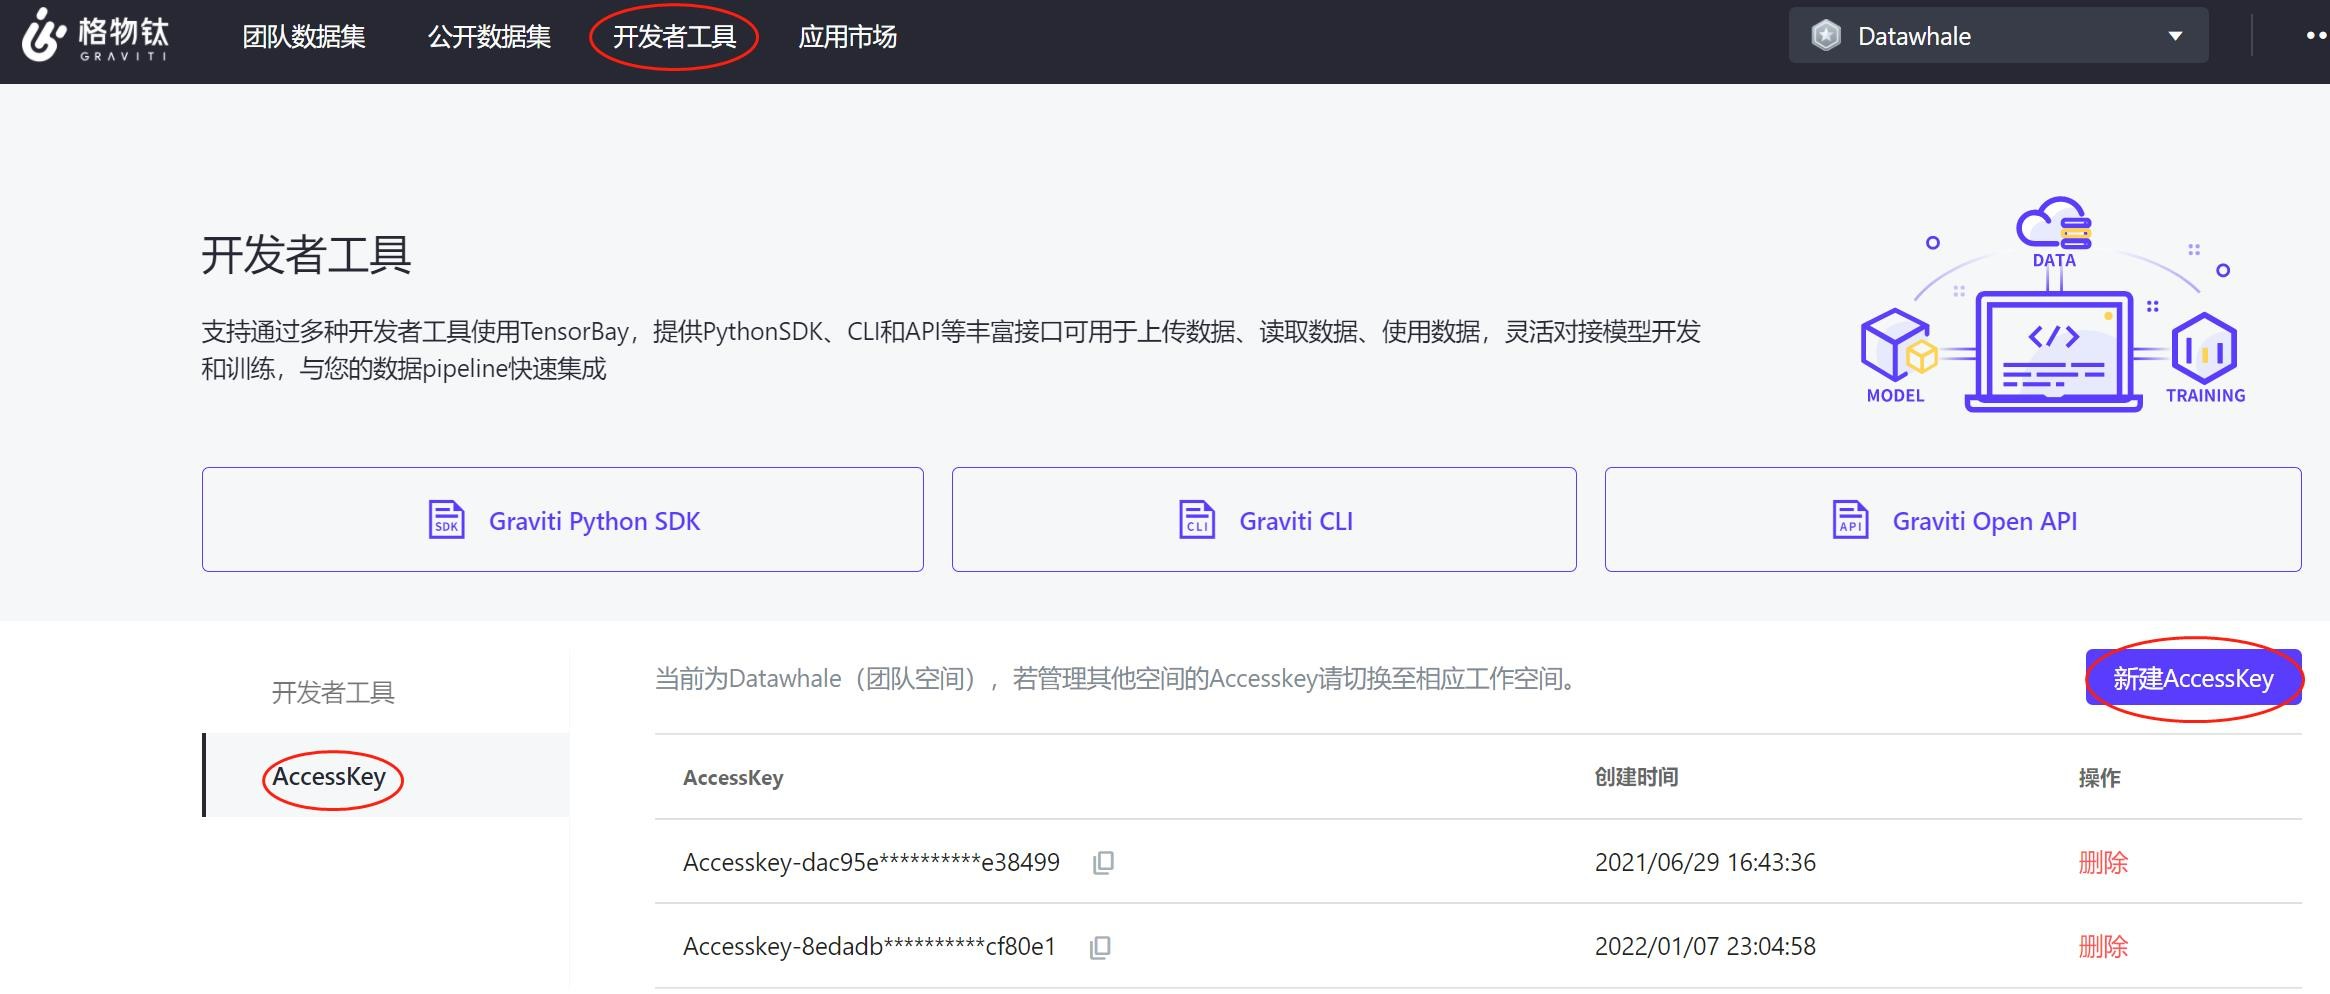 格物钛
GRAVITI
团队数据集
公开数据集
开发者工具
应用市场
Datawhale
开发者工具
支持通过多种开发者工具使用TensorBay，提供PythonSDK、CLI和API等丰富接口可用于上传数据、读取数据、使用数据，灵活对接模型开发
和训练，与您的数据pipeline快速集成
DATA
MODEL
TRAINING
SDK
Graviti Python SDK
CLI
Graviti CLI
API
Graviti Open API
开发者工具
AccessKey
当前为Datawhale（团队空间），若管理其他空间的Accesskey请切换至相应工作空间。
新建AccessKey
AccessKey
创建时间
操作
Accesskey-dac95e**********e38499
2021/06/29 16:43:36
删除
Accesskey-8edadb**********cf80e1
2022/01/07 23:04:58
删除